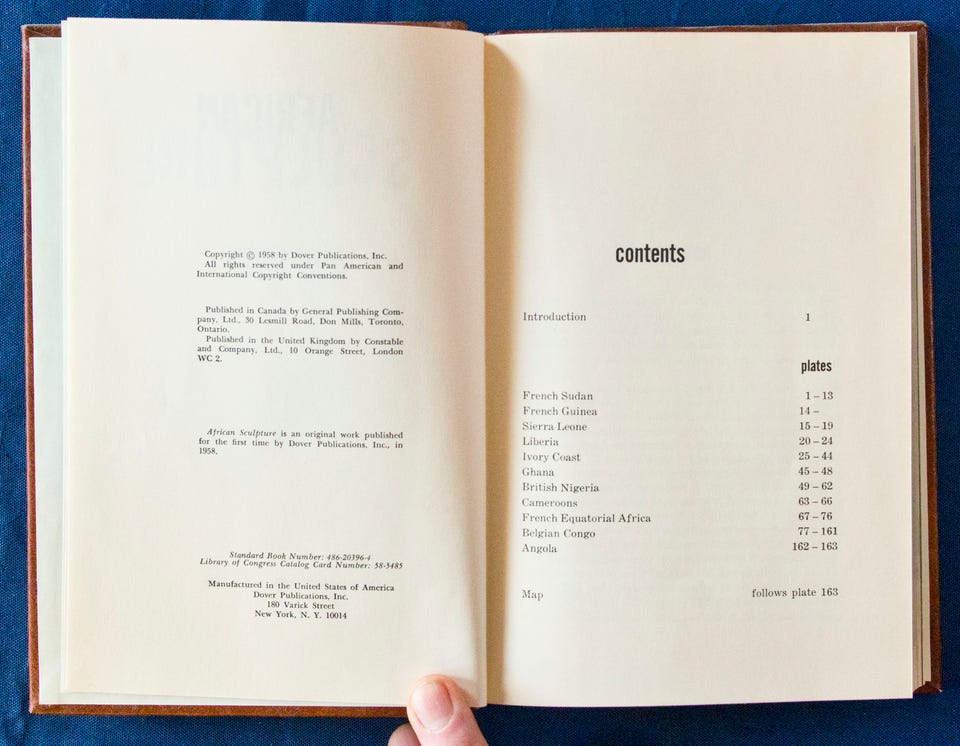 Copyright © 1958 by Dover Publications, Inc.
All rights reserved under Pan American and
International Copyright Conventions.
Published in Canada by General Publishing Com-
pany, Ltd., 30 Lesmill Road, Don Mills, Toronto,
Ontario.
Published in the United Kingdom by Constable
and Company, Ltd., 10 Orange Street, London
WC 2.
African Sculpture is an original work published
for the first time by Dover Publications, Inc., in
1958.
Standard Book Number: 486-20396-4
Library of Congress Catalog Card Number: 58-5485
Manufactured in the United States of America
Dover Publications, Inc.
180 Varick Street
New York, N. Y. 10014
contents
Introduction 1
plates
French Sudan 1 – 13
French Guinea 14 –
Sierra Leone 15 – 19
Liberia 20 – 24
Ivory Coast 25 – 44
Ghana 45 – 48
British Nigeria 49 – 62
Cameroons 63 – 66
French Equatorial Africa 67 – 76
Belgian Congo 77 – 161
Angola 162 – 163
Map follows plate 163